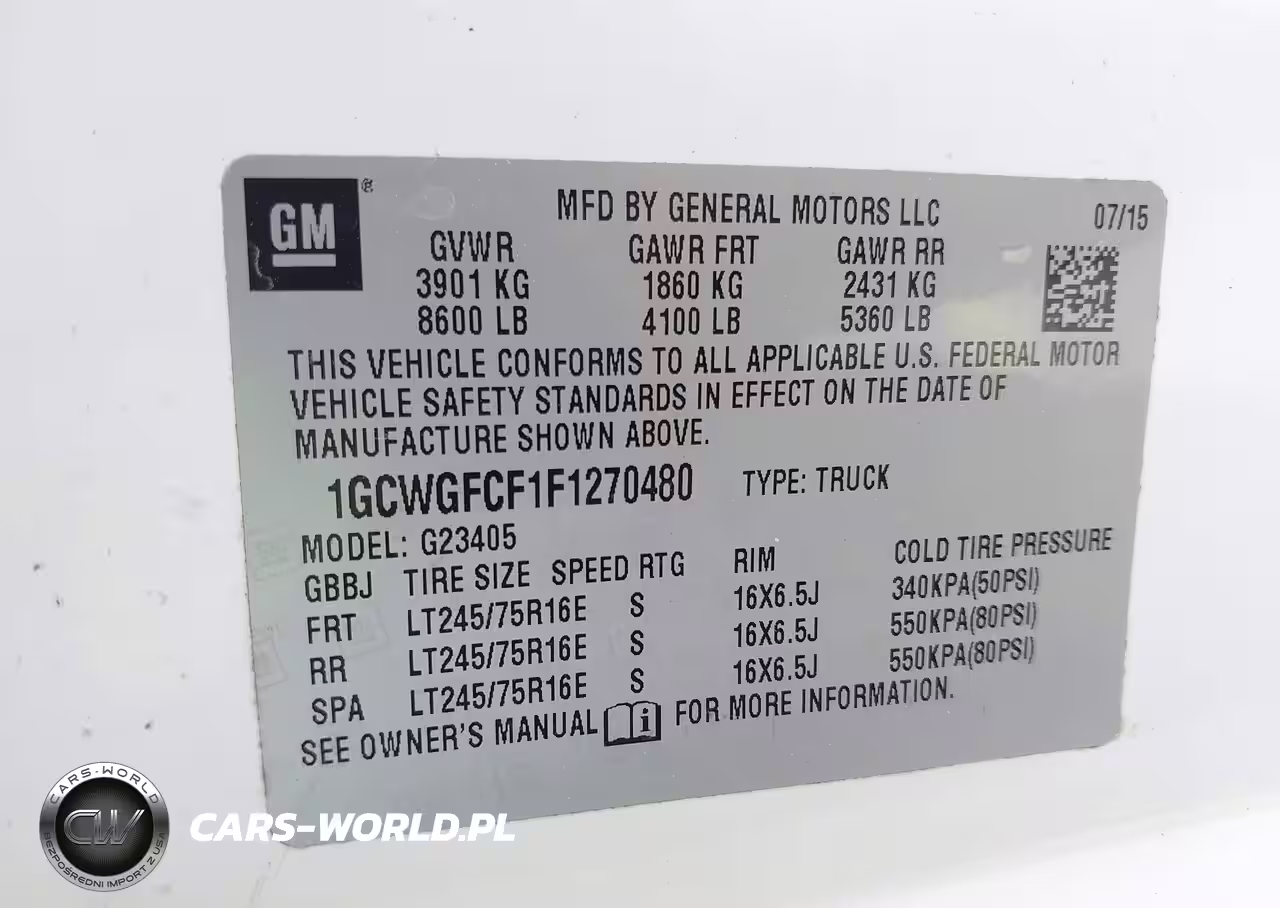 GM ®
MFD BY GENERAL MOTORS LLC 07/15
GVWR GAWR FRT GAWR RR
3901 KG 1860 KG 2431 KG
8600 LB 4100 LB 5360 LB
THIS VEHICLE CONFORMS TO ALL APPLICABLE U.S. FEDERAL MOTOR
VEHICLE SAFETY STANDARDS IN EFFECT ON THE DATE OF
MANUFACTURE SHOWN ABOVE.
1GCWGFCF1F1270480 TYPE: TRUCK
MODEL: G23405
GBBJ TIRE SIZE SPEED RTG RIM COLD TIRE PRESSURE
FRT LT245/75R16E S 16X6.5J 340KPA(50PSI)
RR LT245/75R16E S 16X6.5J 550KPA(80PSI)
SPA LT245/75R16E S 16X6.5J 550KPA(80PSI)
SEE OWNER'S MANUAL i FOR MORE INFORMATION.
CARS-WORLD
CW
BEZPOŚREDNI IMPORT Z USA
CARS-WORLD.PL